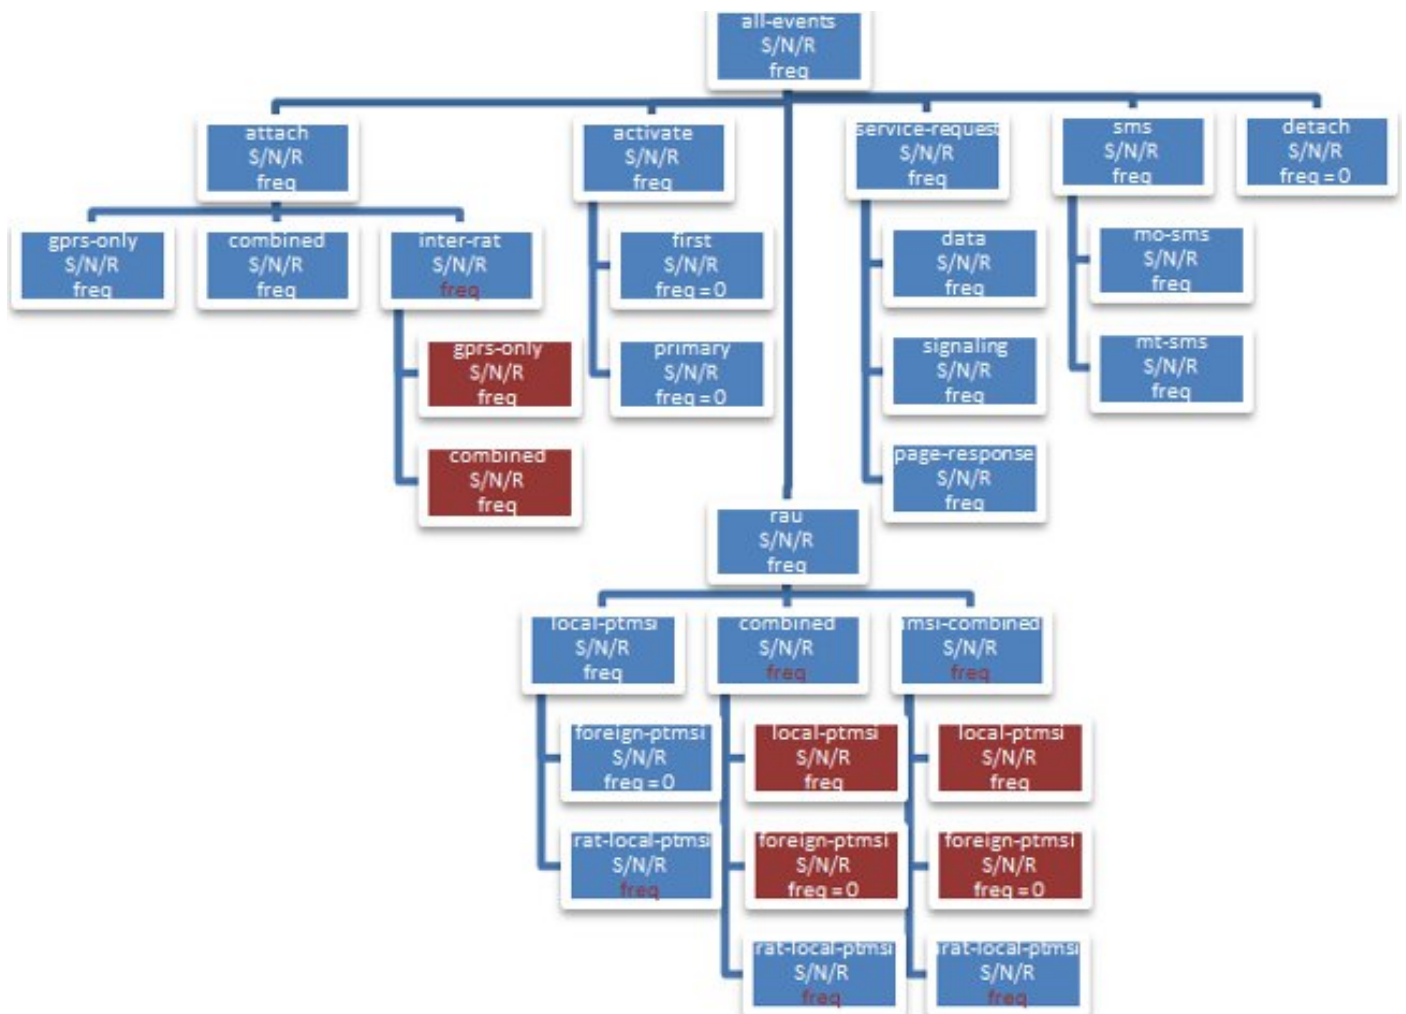 all-events
S/N/R
freq
attach
S/N/R
freq
activate
S/N/R
freq
service-request
S/N/R
freq
sms
S/N/R
freq
detach
S/N/R
freq = 0
gprs-only
S/N/R
freq
combined
S/N/R
freq
inter-rat
S/N/R
freq
first
S/N/R
freq = 0
data
S/N/R
freq
mo-sms
S/N/R
freq
gprs-only
S/N/R
freq
primary
S/N/R
freq = 0
signaling
S/N/R
freq
mt-sms
S/N/R
freq
combined
S/N/R
freq
page-response
S/N/R
freq
rau
S/N/R
freq
local-ptmsi
S/N/R
freq
combined
S/N/R
freq
imsi-combined
S/N/R
freq
foreign-ptmsi
S/N/R
freq = 0
local-ptmsi
S/N/R
freq
local-ptmsi
S/N/R
freq
rat-local-ptmsi
S/N/R
freq
foreign-ptmsi
S/N/R
freq = 0
foreign-ptmsi
S/N/R
freq = 0
rat-local-ptmsi
S/N/R
freq
irat-local-ptmsi
S/N/R
freq